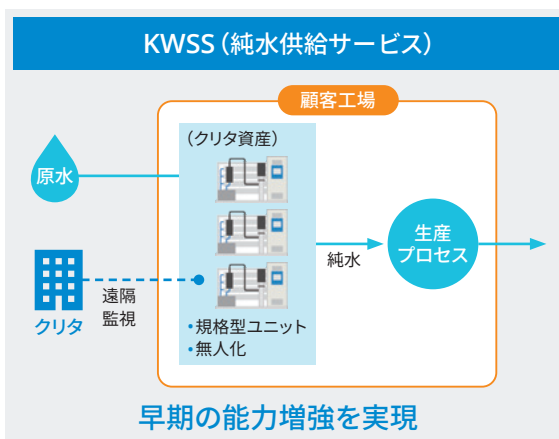 KWSS（純水供給サービス）
顧客工場
（クリタ資産）
原水
生産
プロセス
純水
遠隔
監視
クリタ
・規格型ユニット
・無人化
早期の能力増強を実現